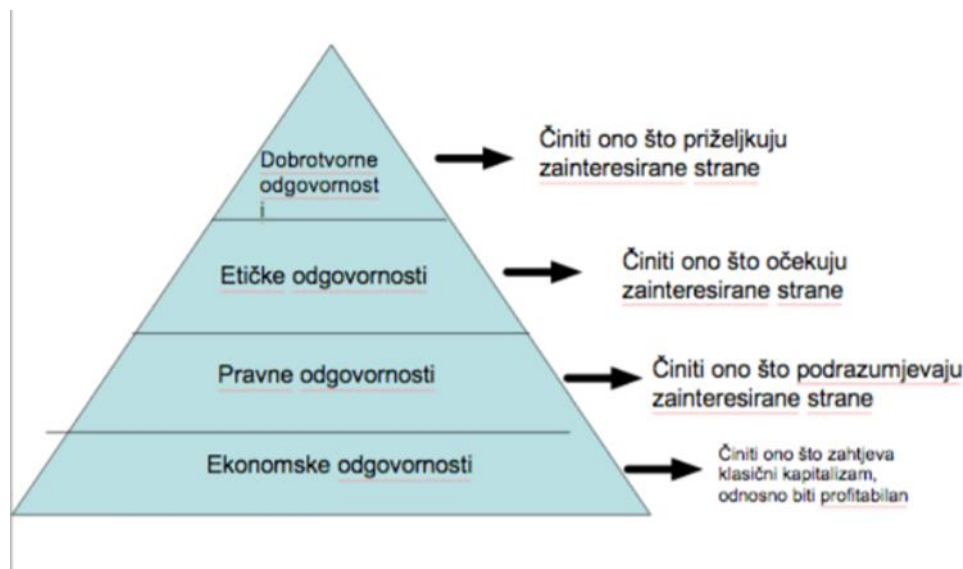 Dobrotvorne
odgovornost
i
Činiti ono što priželjkuju
zainteresirane strane
Etičke odgovornosti
Činiti ono što očekuju
zainteresirane strane
Pravne odgovornosti
Činiti ono što podrazumjevaju
zainteresirane strane
Ekonomske odgovornosti
Činiti ono što zahtjeva
klasični kapitalizam,
odnosno biti profitabilan